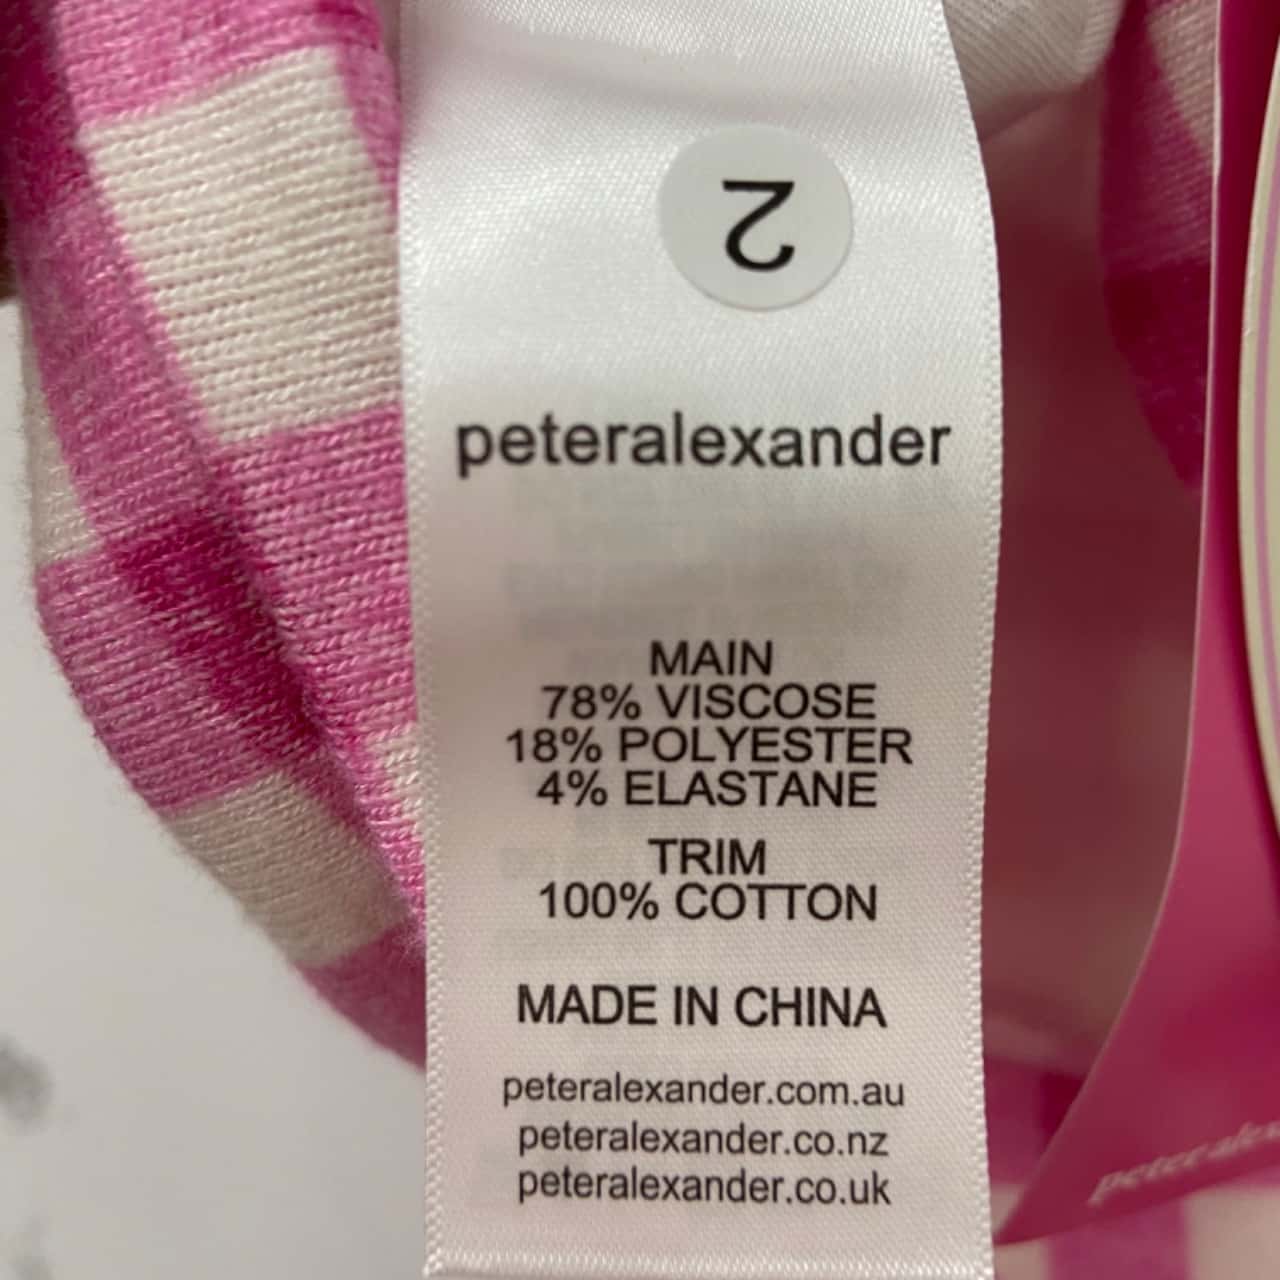 2
peteralexander
MAIN
78% VISCOSE
18% POLYESTER
4% ELASTANE
TRIM
100% COTTON
MADE IN CHINA
peteralexander.com.au
peteralexander.co.nz
peteralexander.co.uk